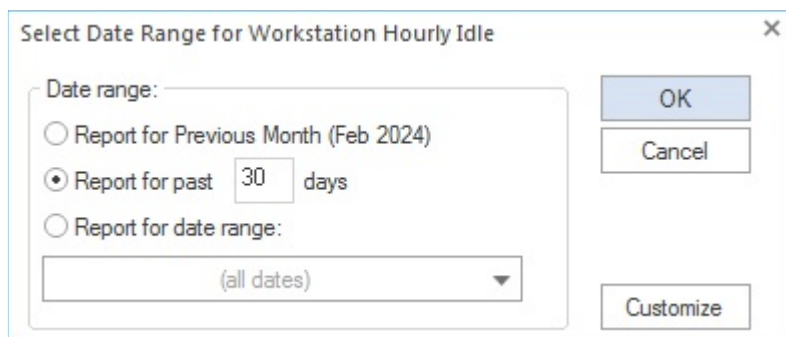 Select Date Range for Workstation Hourly Idle
Date range:
Report for Previous Month (Feb 2024)
Report for past 30 days
Report for date range:
(all dates)
OK
Cancel
Customize